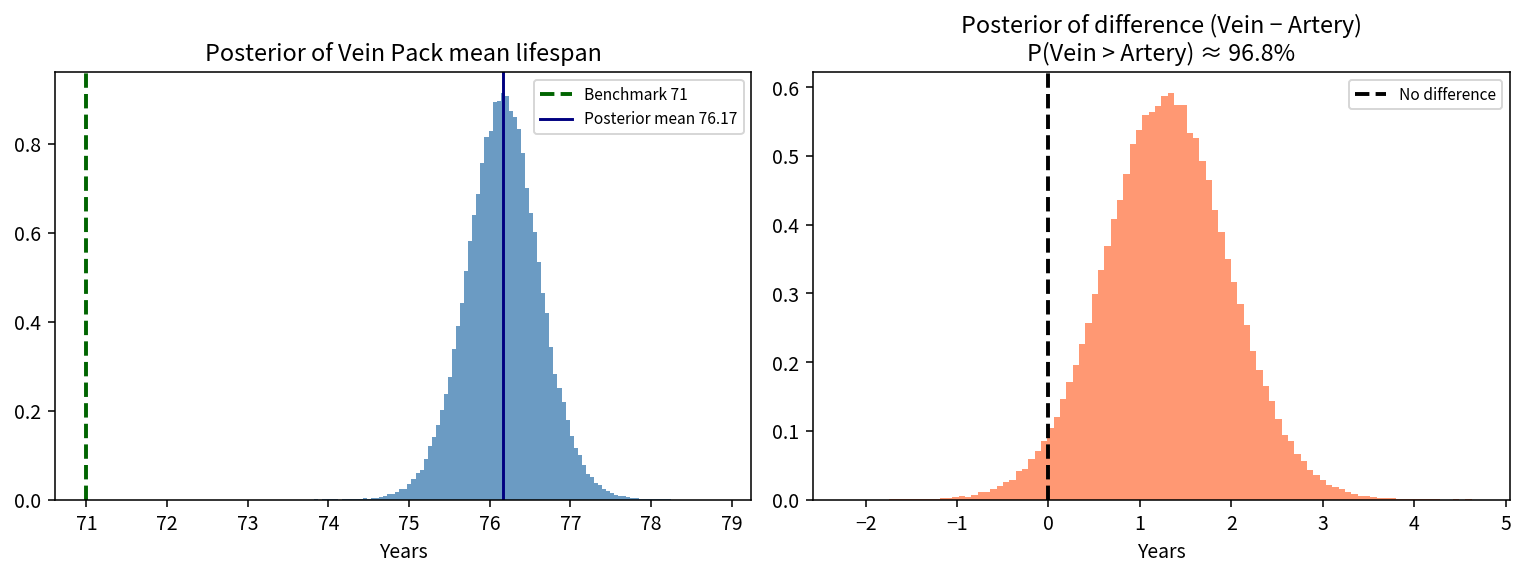 Posterior of Vein Pack mean lifespan
Benchmark 71
Posterior mean 76.17
0.8
0.6
0.4
0.2
0.0
71 72 73 74 75 76 77 78 79
Years
Posterior of difference (Vein − Artery)
P(Vein > Artery) ≈ 96.8%
No difference
0.6
0.5
0.4
0.3
0.2
0.1
0.0
−2 −1 0 1 2 3 4 5
Years